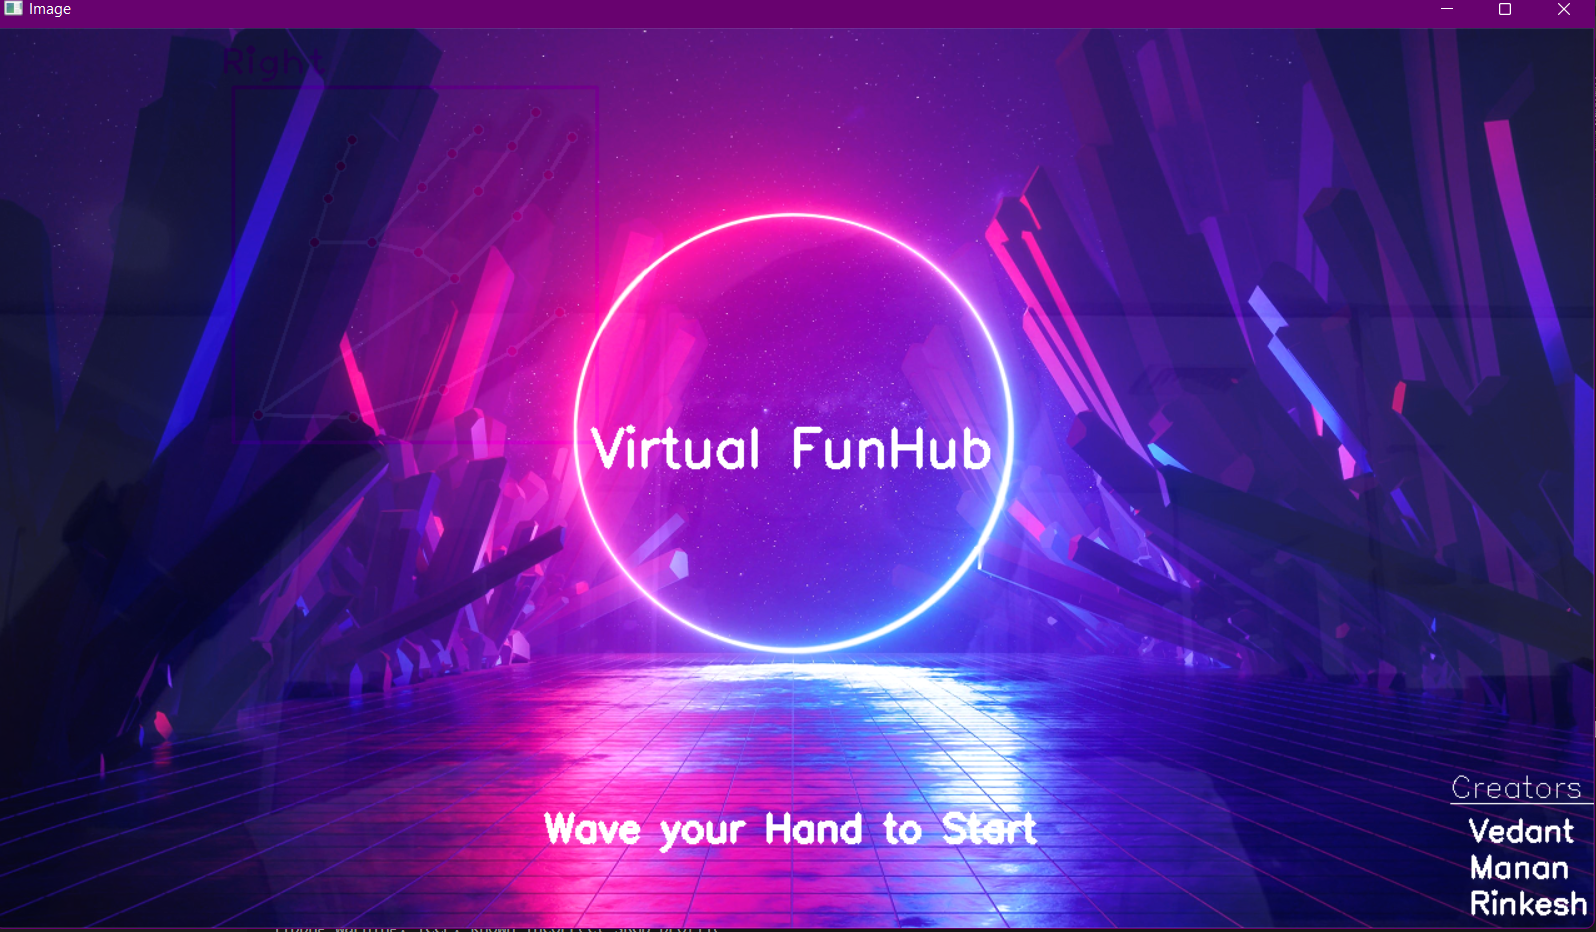 Image
Right
Virtual FunHub
Wave your Hand to Start
Creators
Vedant
Manan
Rinkesh